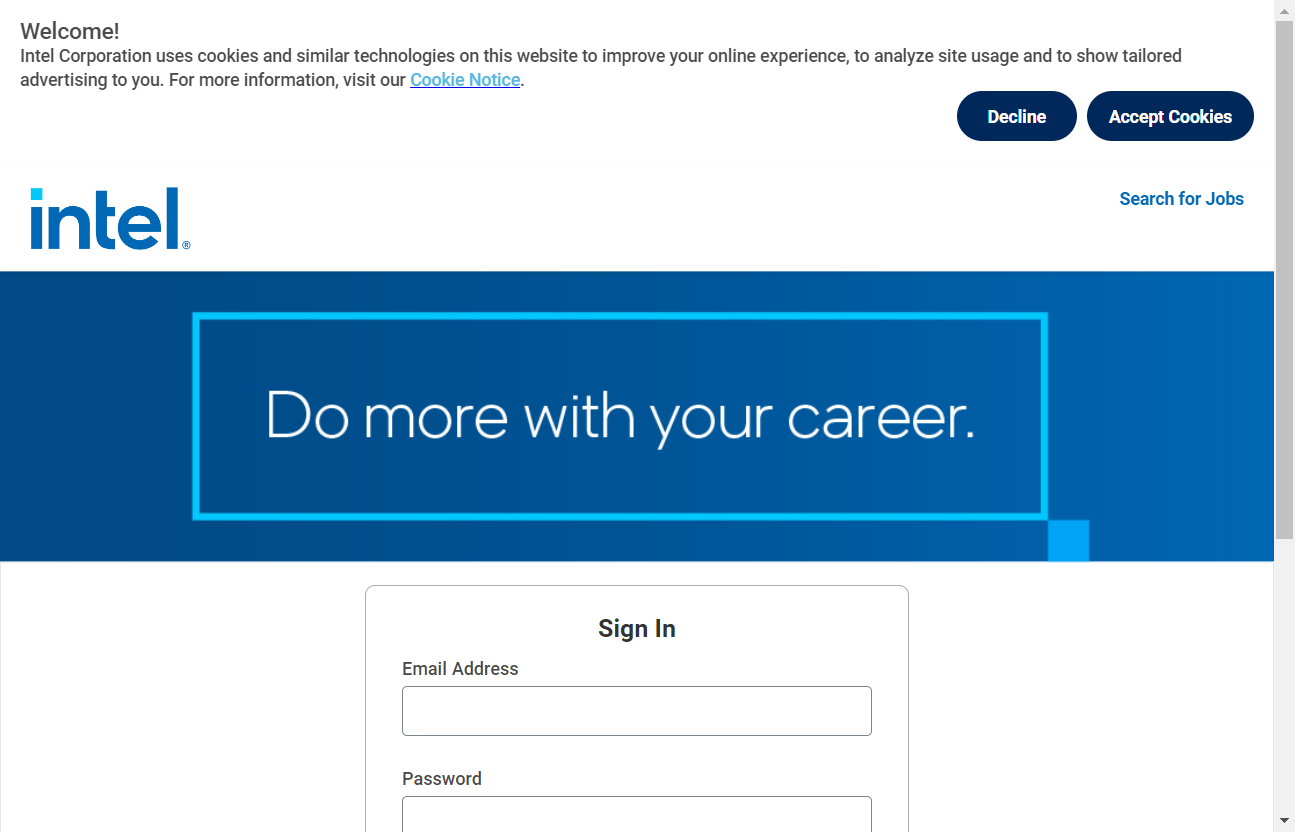 Welcome!
Intel Corporation uses cookies and similar technologies on this website to improve your online experience, to analyze site usage and to show tailored
advertising to you. For more information, visit our Cookie Notice.
Decline
Accept Cookies
intel®
Search for Jobs
Do more with your career.
Sign In
Email Address
Password